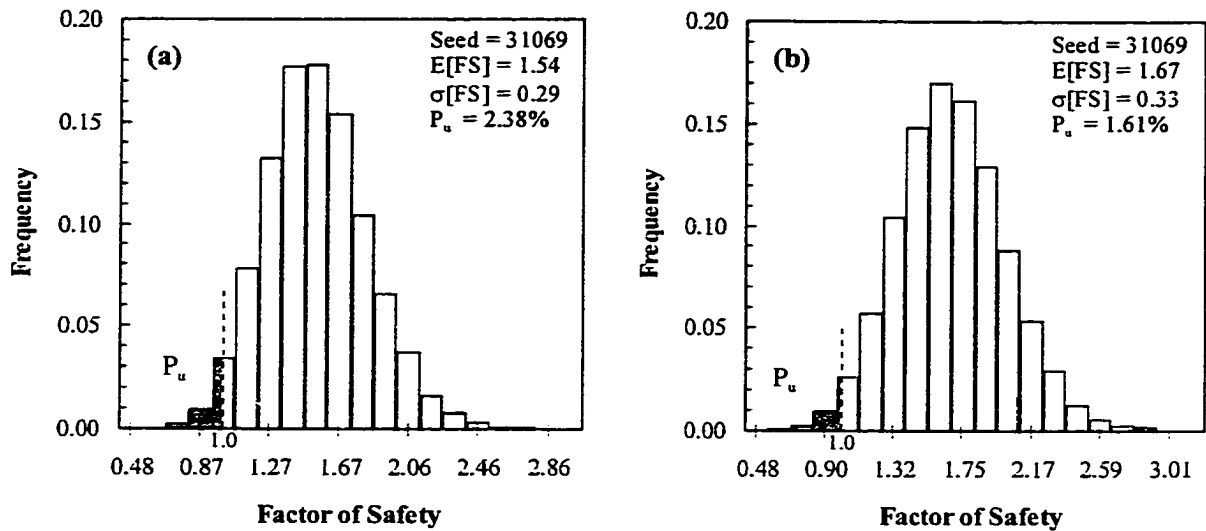 (a)
Seed = 31069
E[FS] = 1.54
σ[FS] = 0.29
Pᵤ = 2.38%
Frequency
0.20
0.15
0.10
0.05
0.00
Pᵤ
1.0
0.48 0.87 1.27 1.67 2.06 2.46 2.86
Factor of Safety
(b)
Seed = 31069
E[FS] = 1.67
σ[FS] = 0.33
Pᵤ = 1.61%
Frequency
0.20
0.15
0.10
0.05
0.00
Pᵤ
1.0
0.48 0.90 1.32 1.75 2.17 2.59 3.01
Factor of Safety